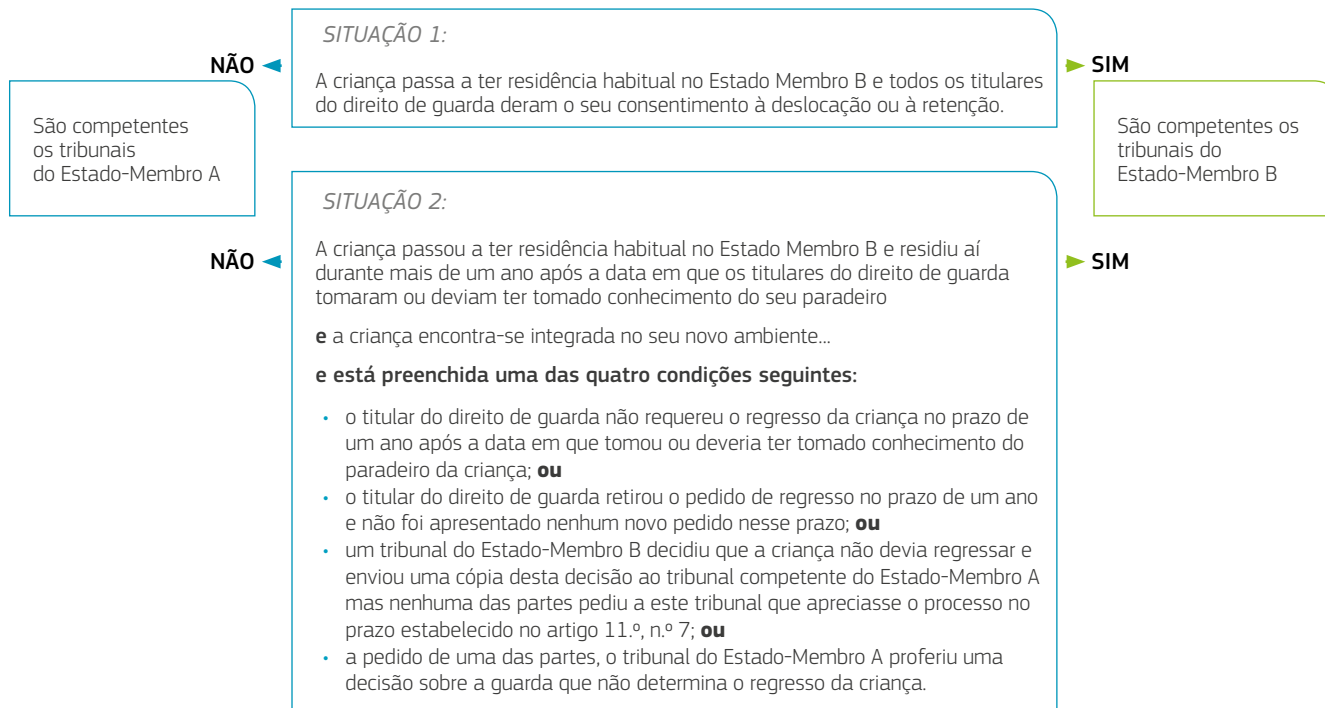 SITUAÇÃO 1:
NÃO
SIM
A criança passa a ter residência habitual no Estado Membro B e todos os titulares
do direito de guarda deram o seu consentimento à deslocação ou à retenção.
São competentes
os tribunais
do Estado-Membro A
São competentes os
tribunais do
Estado-Membro B
SITUAÇÃO 2:
NÃO
SIM
A criança passou a ter residência habitual no Estado Membro B e residiu aí
durante mais de um ano após a data em que os titulares do direito de guarda
tomaram ou deviam ter tomado conhecimento do seu paradeiro
e a criança encontra-se integrada no seu novo ambiente...
e está preenchida uma das quatro condições seguintes:
• o titular do direito de guarda não requereu o regresso da criança no prazo de
um ano após a data em que tomou ou deveria ter tomado conhecimento do
paradeiro da criança; ou
• o titular do direito de guarda retirou o pedido de regresso no prazo de um ano
e não foi apresentado nenhum novo pedido nesse prazo; ou
• um tribunal do Estado-Membro B decidiu que a criança não devia regressar e
enviou uma cópia desta decisão ao tribunal competente do Estado-Membro A
mas nenhuma das partes pediu a este tribunal que apreciasse o processo no
prazo estabelecido no artigo 11.º, n.º 7; ou
• a pedido de uma das partes, o tribunal do Estado-Membro A proferiu uma
decisão sobre a guarda que não determina o regresso da criança.